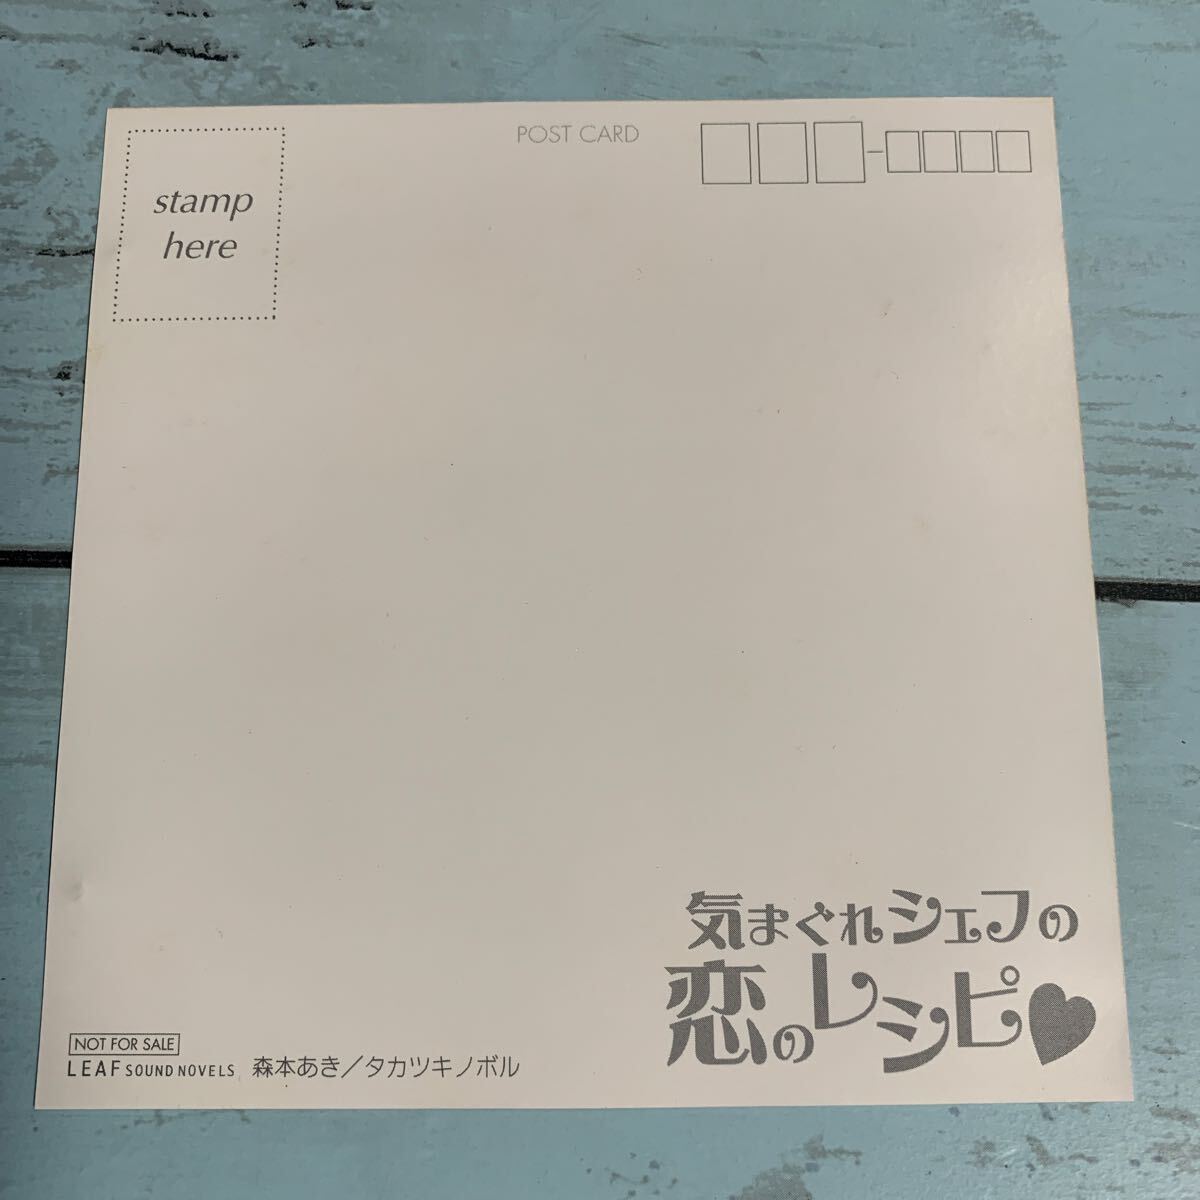 stamp
here
POST CARD
気まぐれシェフの
恋のレシピ♥
NOT FOR SALE
LEAF SOUND NOVELS 森本あき／タカツキノボル